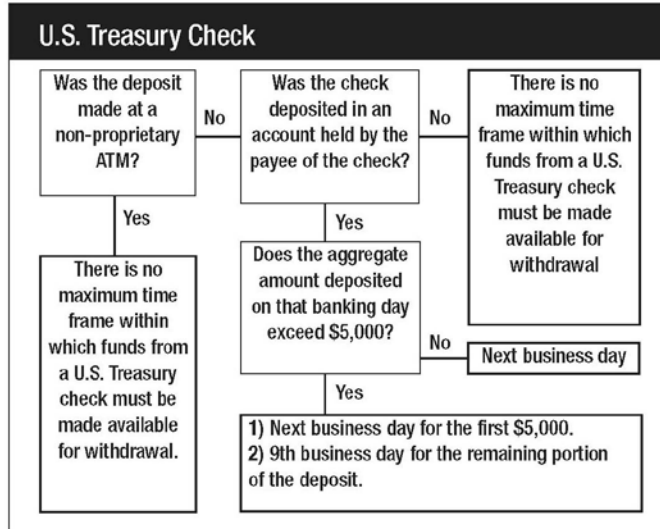 U.S. Treasury Check
Was the deposit
made at a
non-proprietary
ATM?
No
Was the check
deposited in an
account held by the
payee of the check?
No
There is no
maximum time
frame within which
funds from a U.S.
Treasury check
must be made
available for
withdrawal
Yes
There is no
maximum time
frame within
which funds from
a U.S. Treasury
check must be
made available
for withdrawal.
Yes
Does the aggregate
amount deposited
on that banking day
exceed $5,000?
No
Next business day
Yes
1) Next business day for the first $5,000.
2) 9th business day for the remaining portion
of the deposit.